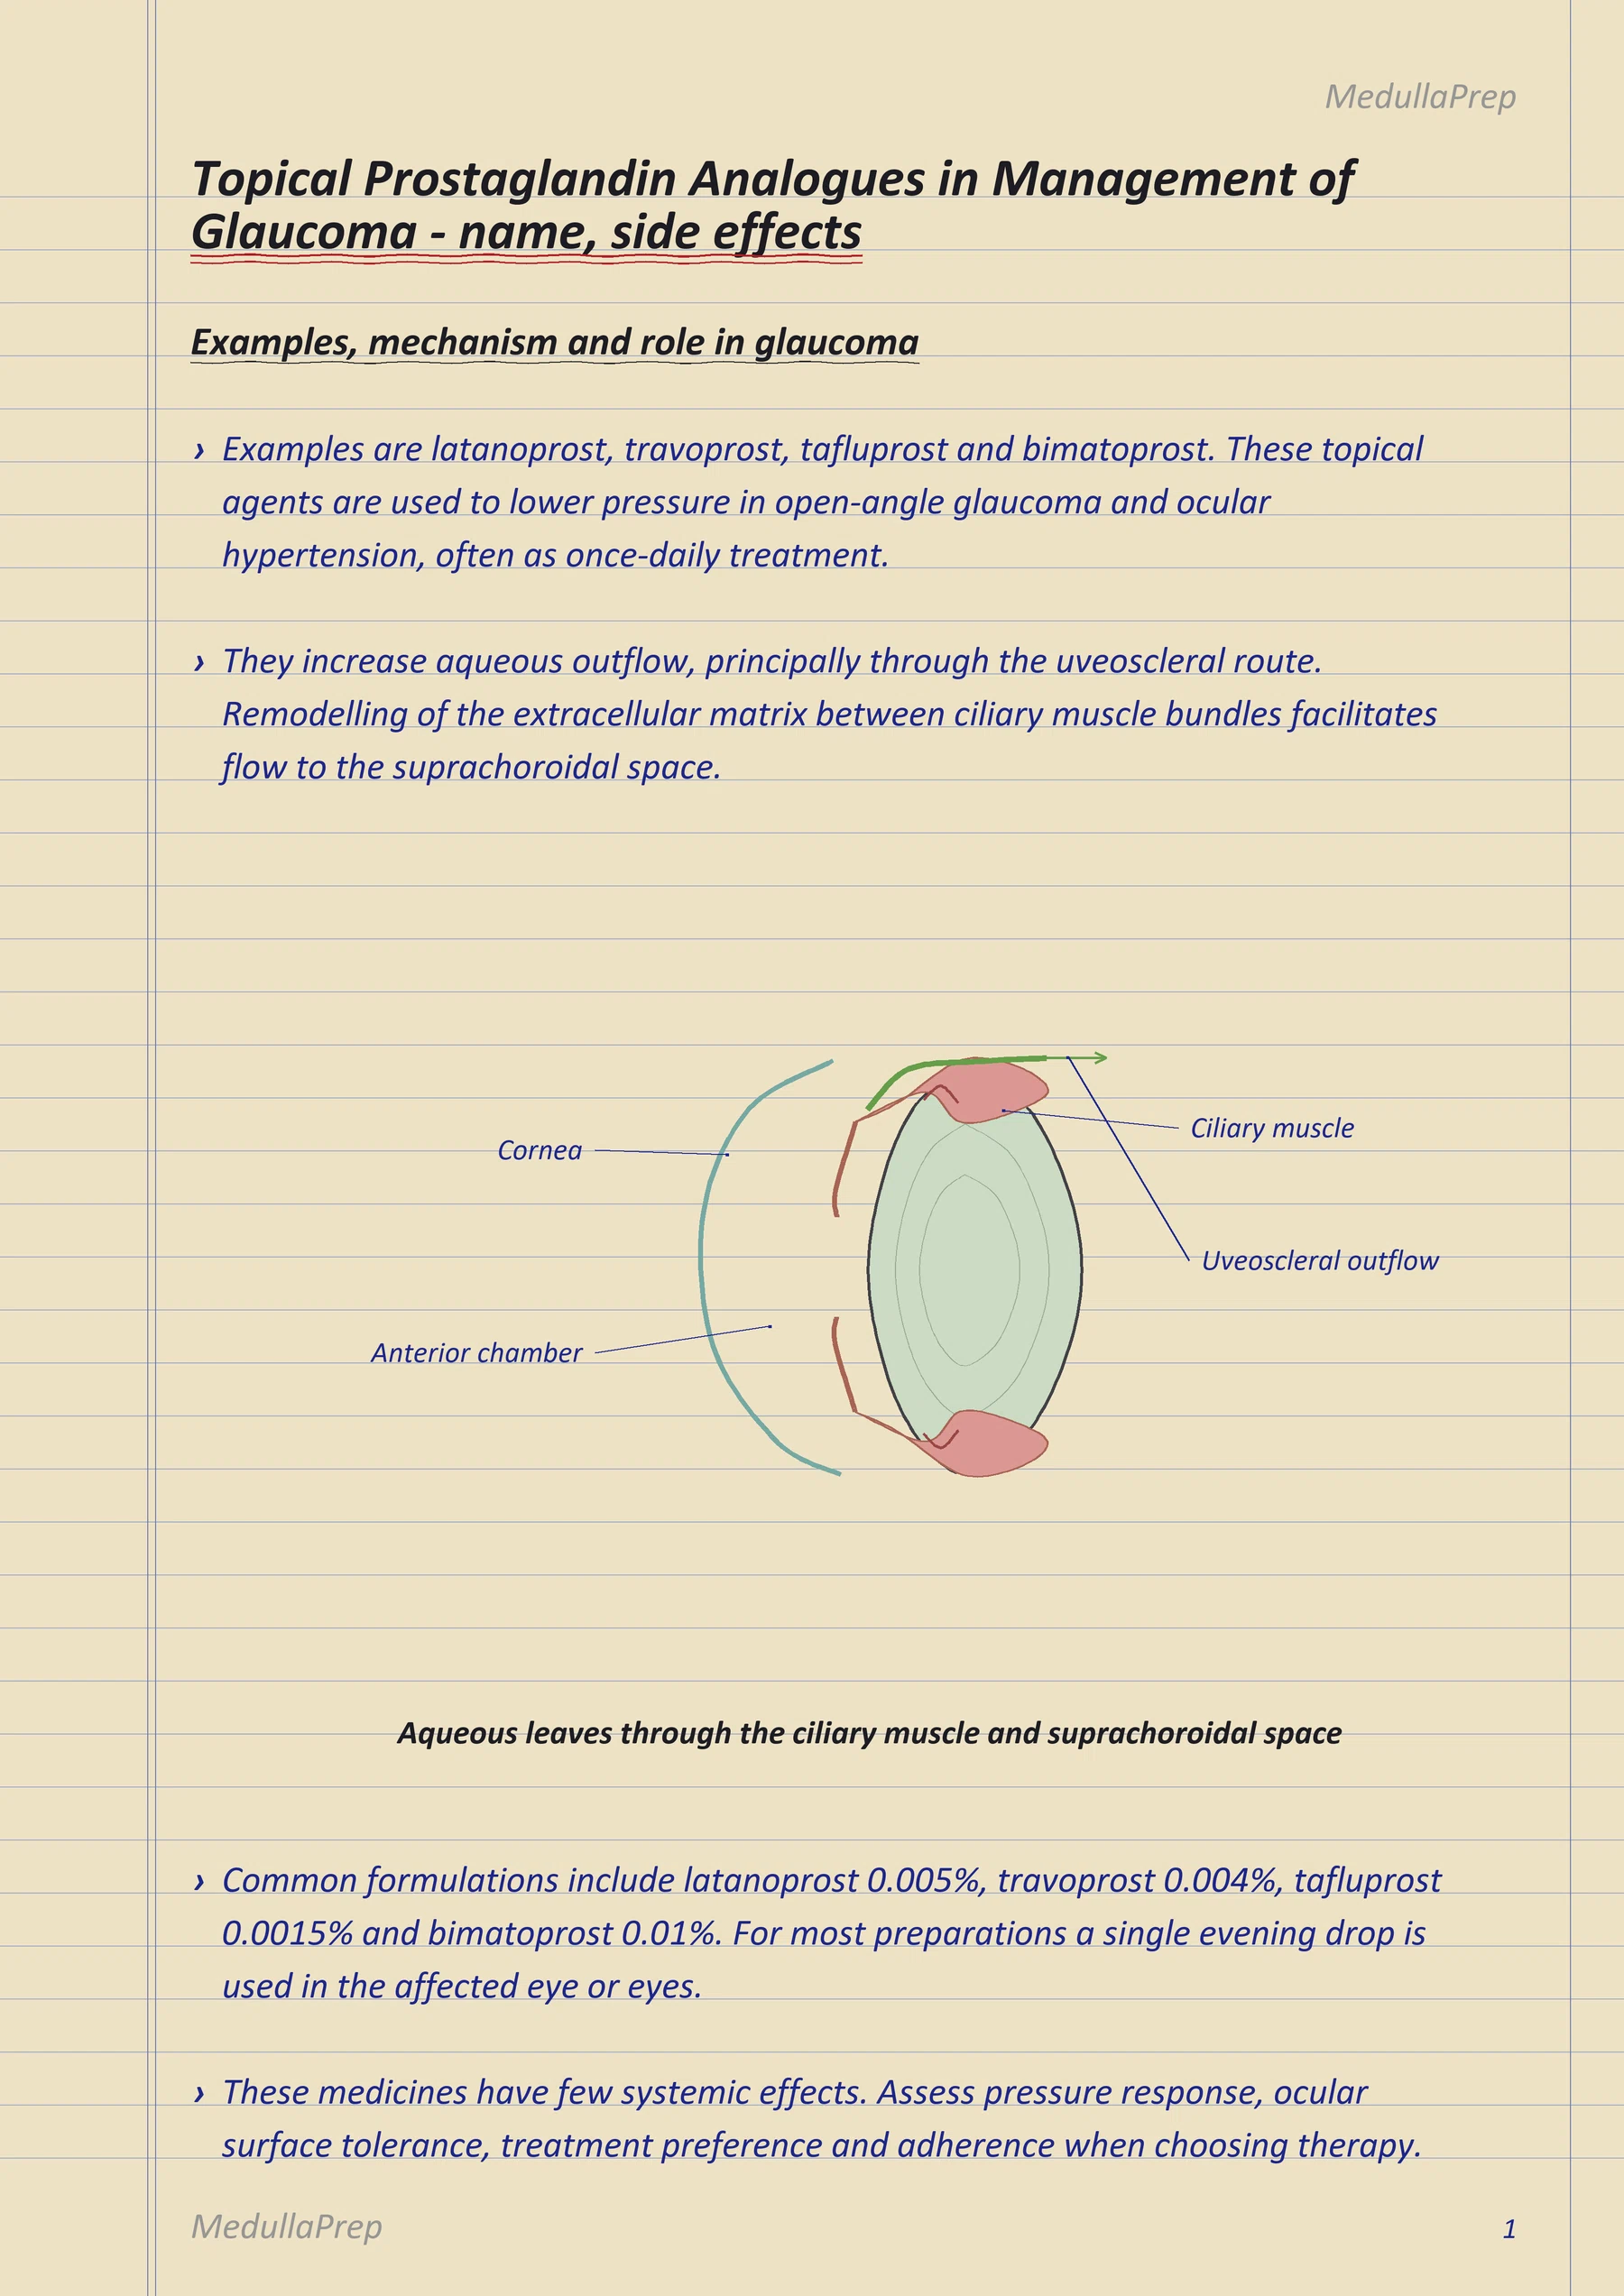 MedullaPrep
Topical Prostaglandin Analogues in Management of
Glaucoma - name, side effects
Examples, mechanism and role in glaucoma
› Examples are latanoprost, travoprost, tafluprost and bimatoprost. These topical
agents are used to lower pressure in open-angle glaucoma and ocular
hypertension, often as once-daily treatment.
› They increase aqueous outflow, principally through the uveoscleral route.
Remodelling of the extracellular matrix between ciliary muscle bundles facilitates
flow to the suprachoroidal space.
Ciliary muscle
Cornea
Uveoscleral outflow
Anterior chamber
Aqueous leaves through the ciliary muscle and suprachoroidal space
› Common formulations include latanoprost 0.005%, travoprost 0.004%, tafluprost
0.0015% and bimatoprost 0.01%. For most preparations a single evening drop is
used in the affected eye or eyes.
› These medicines have few systemic effects. Assess pressure response, ocular
surface tolerance, treatment preference and adherence when choosing therapy.
MedullaPrep
1